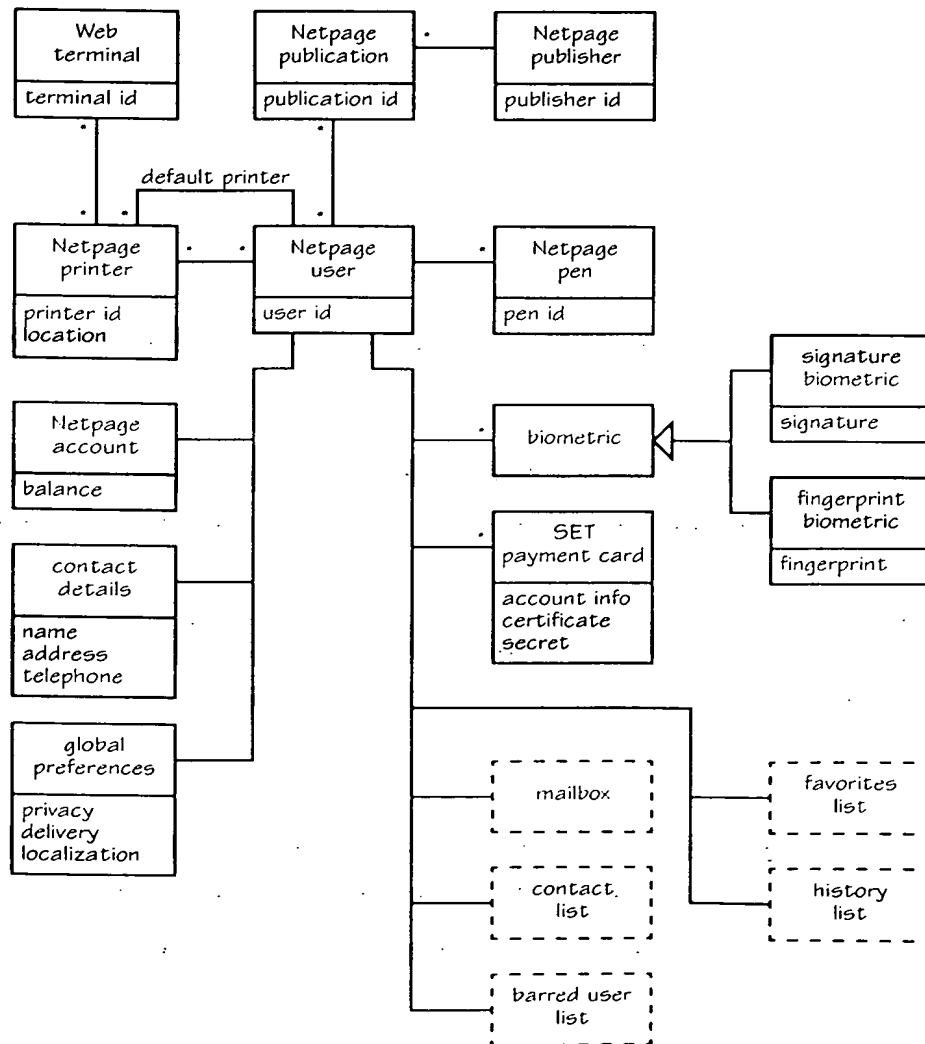 Web
terminal
terminal id
Netpage
publication
publication id
Netpage
publisher
publisher id
default printer
Netpage
printer
printer id
location
Netpage
user
user id
Netpage
pen
pen id
signature
biometric
signature
Netpage
account
balance
biometric
fingerprint
biometric
fingerprint
SET
payment card
account info
certificate
secret
contact
details
name
address
telephone
global
preferences
privacy
delivery
localization
mailbox
favorites
list
contact
list
history
list
barred user
list